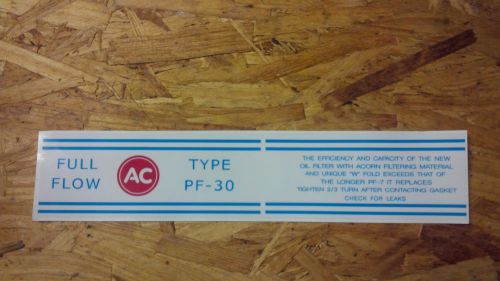 FULL FLOW
AC
TYPE PF-30
THE EFFICIENCY AND CAPACITY OF THE NEW
OIL FILTER WITH ACORN FILTERING MATERIAL
AND UNIQUE "W" FOLD EXCEEDS THAT OF
THE LONGER PF-7 IT REPLACES
TIGHTEN 2/3 TURN AFTER CONTACTING GASKET
CHECK FOR LEAKS